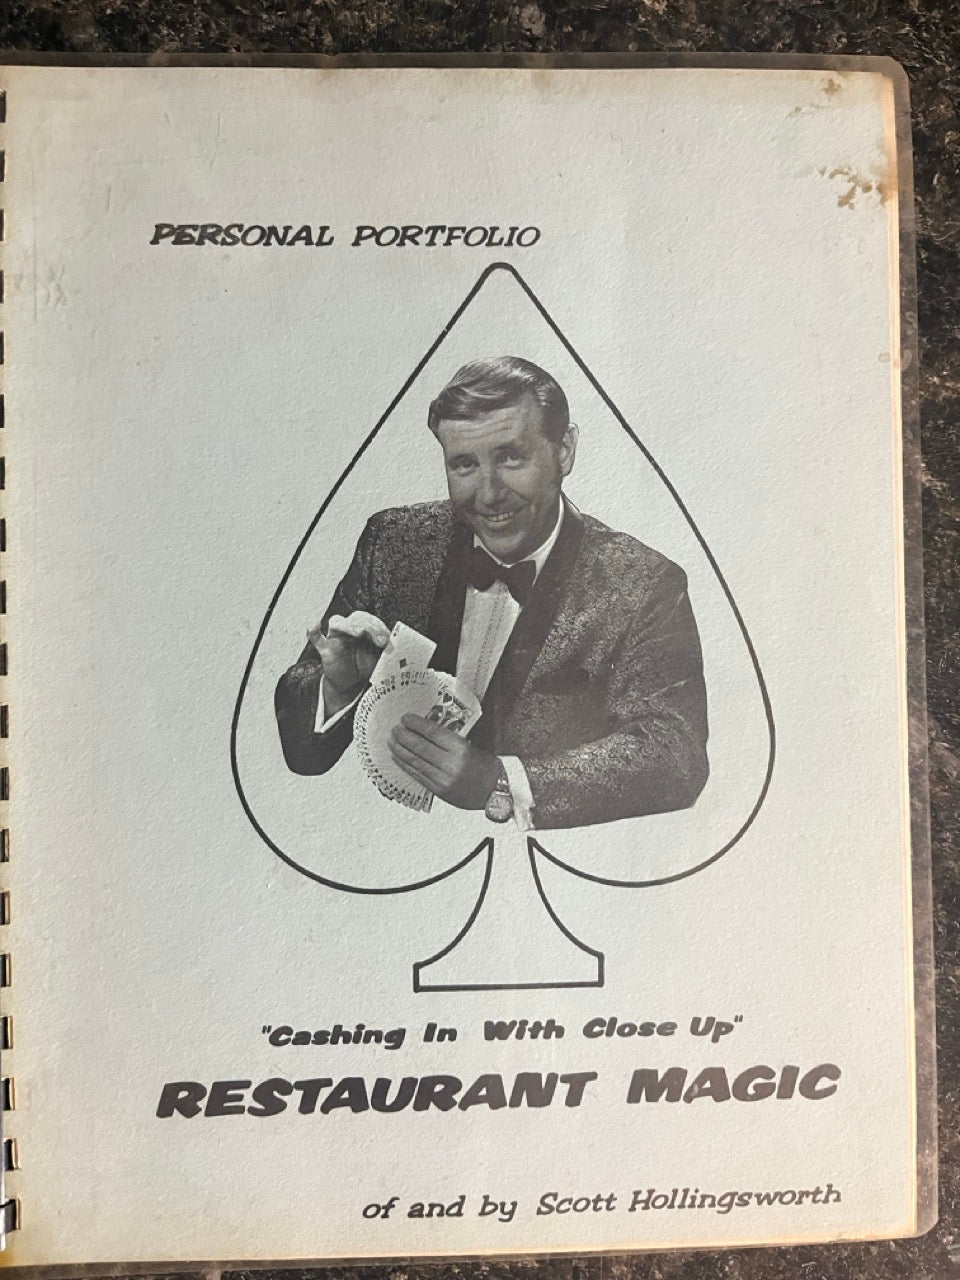 PERSONAL PORTFOLIO
"Cashing In With Close Up"
RESTAURANT MAGIC
of and by Scott Hollingsworth